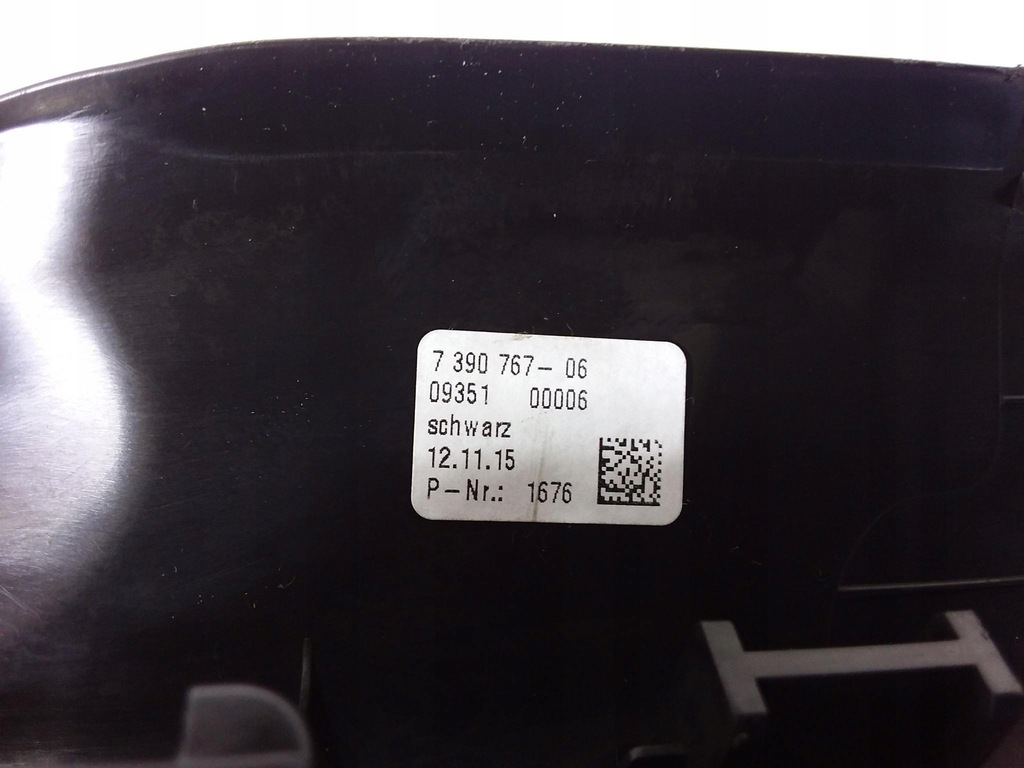 7 390 767- 06
09351 00006
schwarz
12.11.15
P-Nr.: 1676